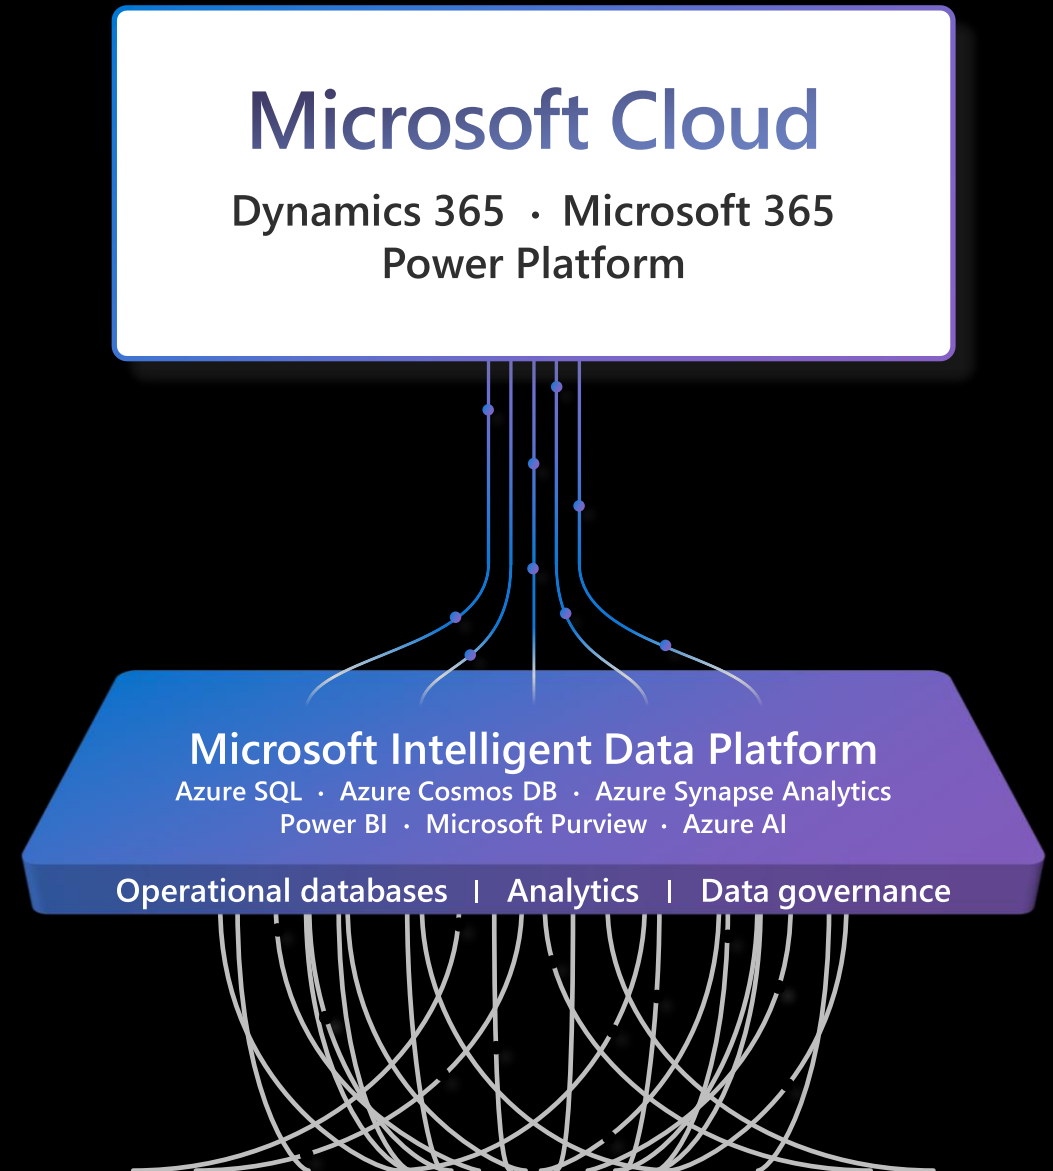 Microsoft Cloud
Dynamics 365 · Microsoft 365
Power Platform
Microsoft Intelligent Data Platform
Azure SQL · Azure Cosmos DB · Azure Synapse Analytics
Power BI · Microsoft Purview · Azure AI
Operational databases | Analytics | Data governance